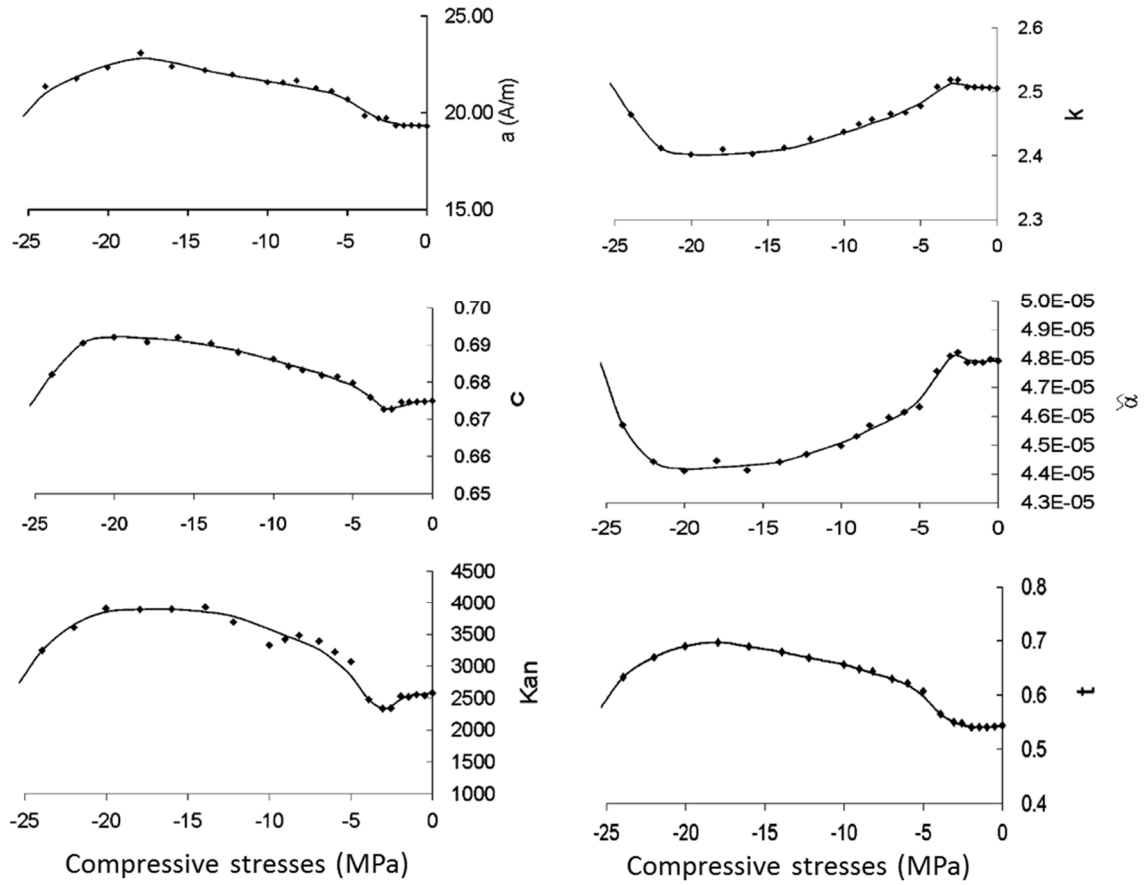 25.00
20.00
15.00
a (A/m)
-25 -20 -15 -10 -5 0
2.6
2.5
2.4
2.3
k
-25 -20 -15 -10 -5 0
0.70
0.69
0.68
0.67
0.66
0.65
c
-25 -20 -15 -10 -5 0
5.0E-05
4.9E-05
4.8E-05
4.7E-05
4.6E-05
4.5E-05
4.4E-05
4.3E-05
α̃
-25 -20 -15 -10 -5 0
4500
4000
3500
3000
2500
2000
1500
1000
Kan
-25 -20 -15 -10 -5 0
Compressive stresses (MPa)
0.8
0.7
0.6
0.5
0.4
t
-25 -20 -15 -10 -5 0
Compressive stresses (MPa)